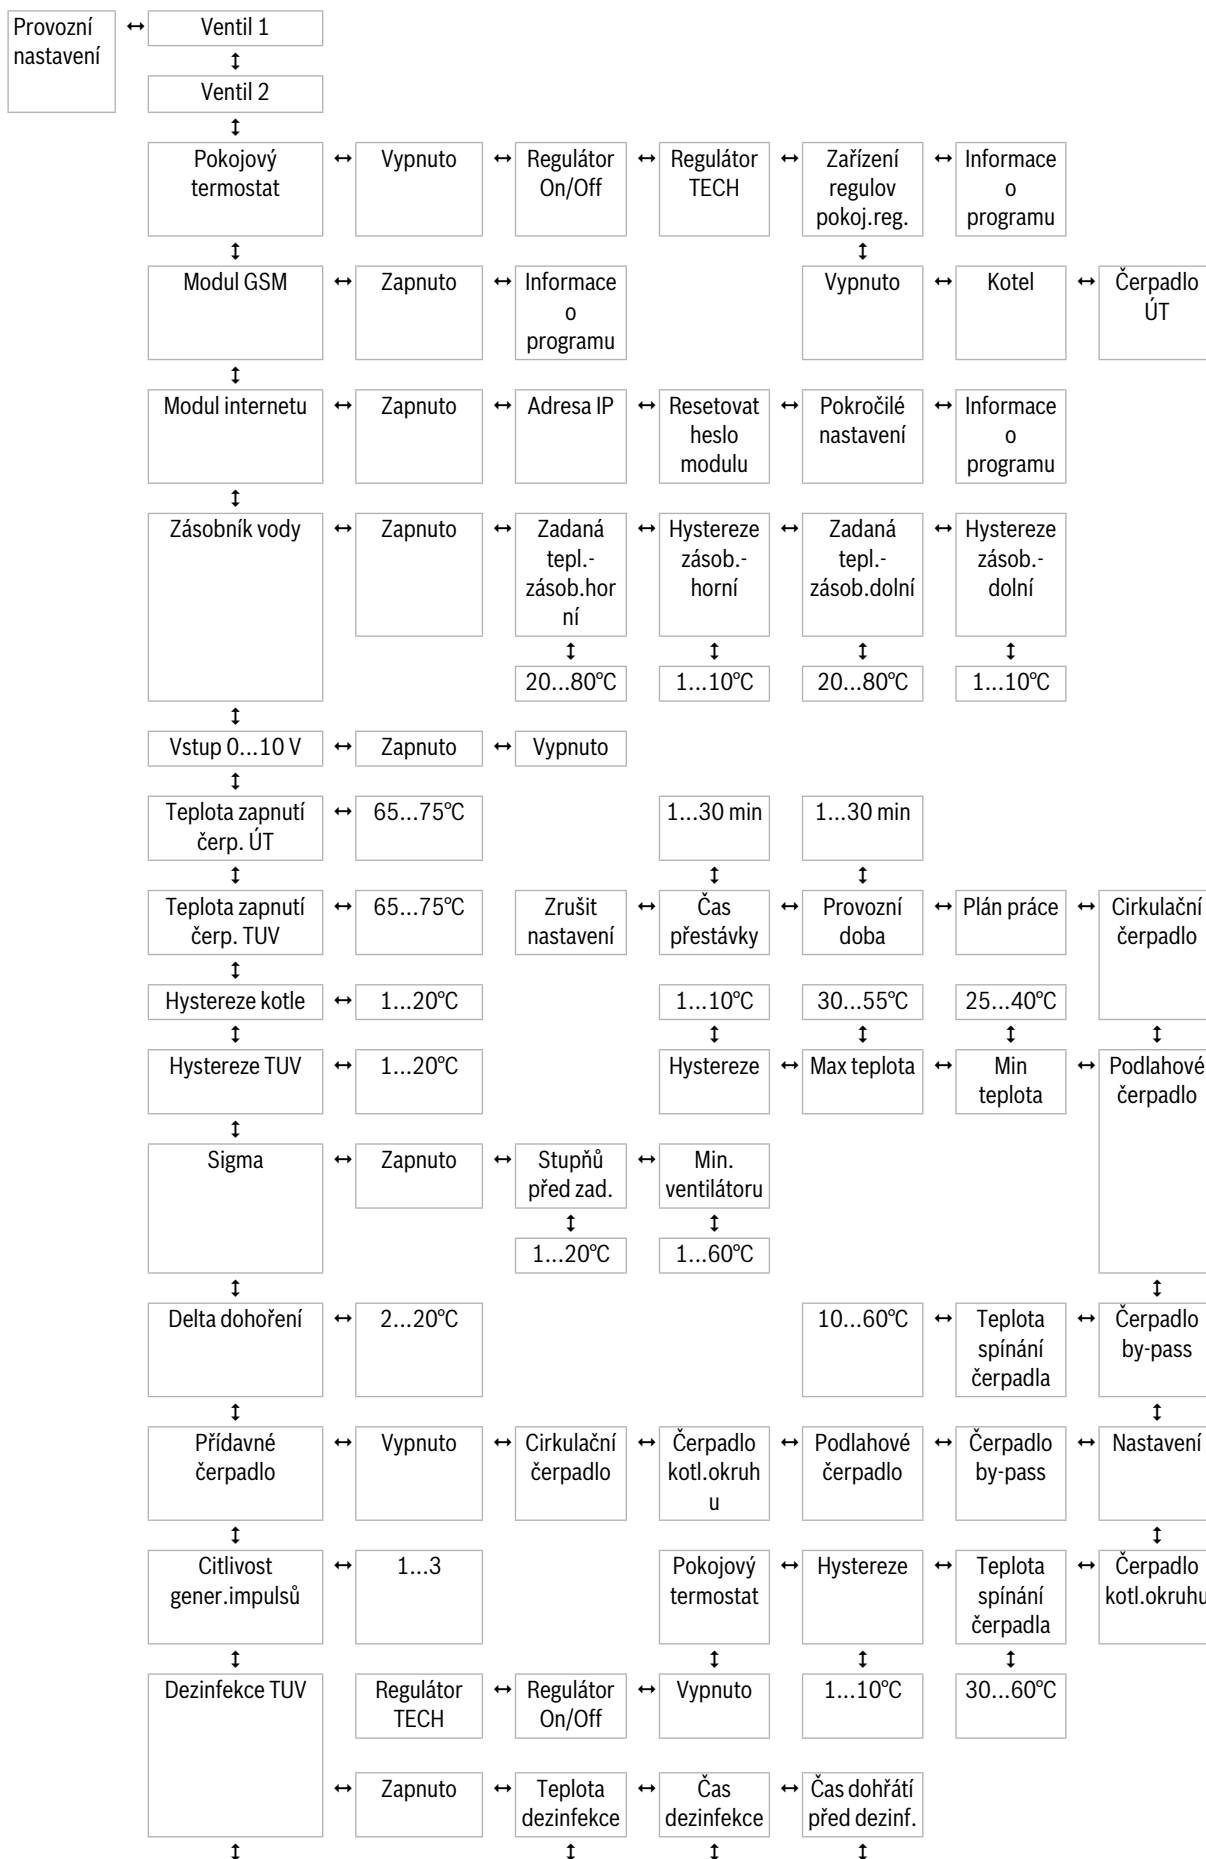 Provozní
nastavení
↔
Ventil 1
↕
Ventil 2
↕
Pokojový
termostat
↔
Vypnuto
↔
Regulátor
On/Off
↔
Regulátor
TECH
↔
Zařízení
regulov
pokoj.reg.
↔
Informace
o
programu
↕
↕
Modul GSM
↔
Zapnuto
↔
Informace
o
programu
Vypnuto
↔
Kotel
↔
Čerpadlo
ÚT
↕
Modul internetu
↔
Zapnuto
↔
Adresa IP
↔
Resetovat
heslo
modulu
↔
Pokročilé
nastavení
↔
Informace
o
programu
↕
Zásobník vody
↔
Zapnuto
↔
Zadaná
tepl.-
zásob.hor
ní
↔
Hystereze
zásob.-
horní
↔
Zadaná
tepl.-
zásob.dolní
↔
Hystereze
zásob.-
dolní
↕
↕
↕
↕
20...80°C
1...10°C
20...80°C
1...10°C
↕
Vstup 0...10 V
↔
Zapnuto
↔
Vypnuto
↕
Teplota zapnutí
čerp. ÚT
↔
65...75°C
1...30 min
1...30 min
↕
↕
↕
Teplota zapnutí
čerp. TUV
↔
65...75°C
Zrušit
nastavení
↔
Čas
přestávky
↔
Provozní
doba
↔
Plán práce
↔
Cirkulační
čerpadlo
↕
Hystereze kotle
↔
1...20°C
1...10°C
30...55°C
25...40°C
↕
↕
↕
↕
↕
Hystereze TUV
↔
1...20°C
Hystereze
↔
Max teplota
↔
Min
teplota
↔
Podlahové
čerpadlo
↕
Sigma
↔
Zapnuto
↔
Stupňů
před zad.
↔
Min.
ventilátoru
↕
↕
1...20°C
1...60°C
↕
↕
Delta dohoření
↔
2...20°C
10...60°C
↔
Teplota
spínání
čerpadla
↔
Čerpadlo
by-pass
↕
↕
Přídavné
čerpadlo
↔
Vypnuto
↔
Cirkulační
čerpadlo
↔
Čerpadlo
kotl.okruh
u
↔
Podlahové
čerpadlo
↔
Čerpadlo
by-pass
↔
Nastavení
↕
↕
Citlivost
gener.impulsů
↔
1...3
Pokojový
termostat
↔
Hystereze
↔
Teplota
spínání
čerpadla
↔
Čerpadlo
kotl.okruhu
↕
↕
↕
↕
Dezinfekce TUV
Regulátor
TECH
↔
Regulátor
On/Off
↔
Vypnuto
1...10°C
30...60°C
↔
Zapnuto
↔
Teplota
dezinfekce
↔
Čas
dezinfekce
↔
Čas dohřátí
před dezinf.
↕
↕
↕
↕